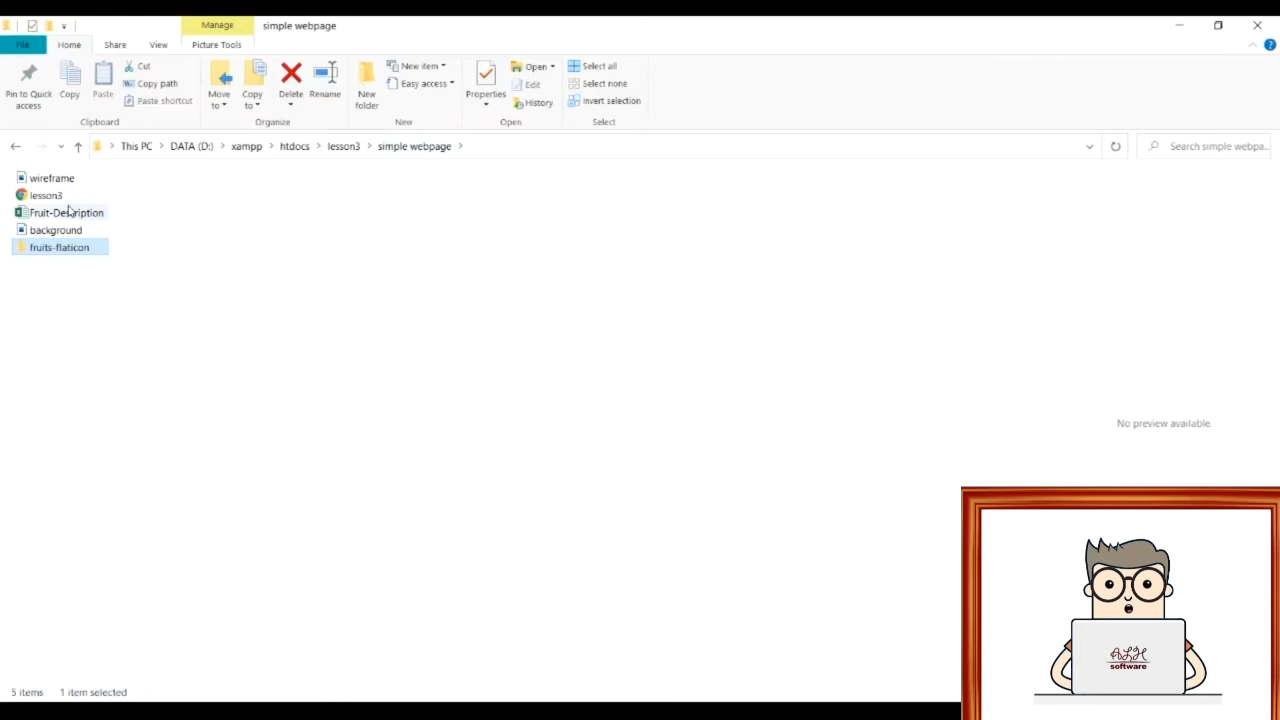 Manage
simple webpage
File
Home
Share
View
Picture Tools
Pin to Quick access
Copy
Paste
Cut
Copy path
Paste shortcut
Clipboard
Move to
Copy to
Delete
Rename
Organize
New folder
New item
Easy access
New
Properties
Open
Edit
History
Open
Select all
Select none
Invert selection
Select
This PC
DATA (D:)
xampp
htdocs
lesson3
simple webpage
Search simple webpa...
wireframe
lesson3
Fruit-Description
background
fruits-flaticon
No preview available.
5 items
1 item selected
ALH
software